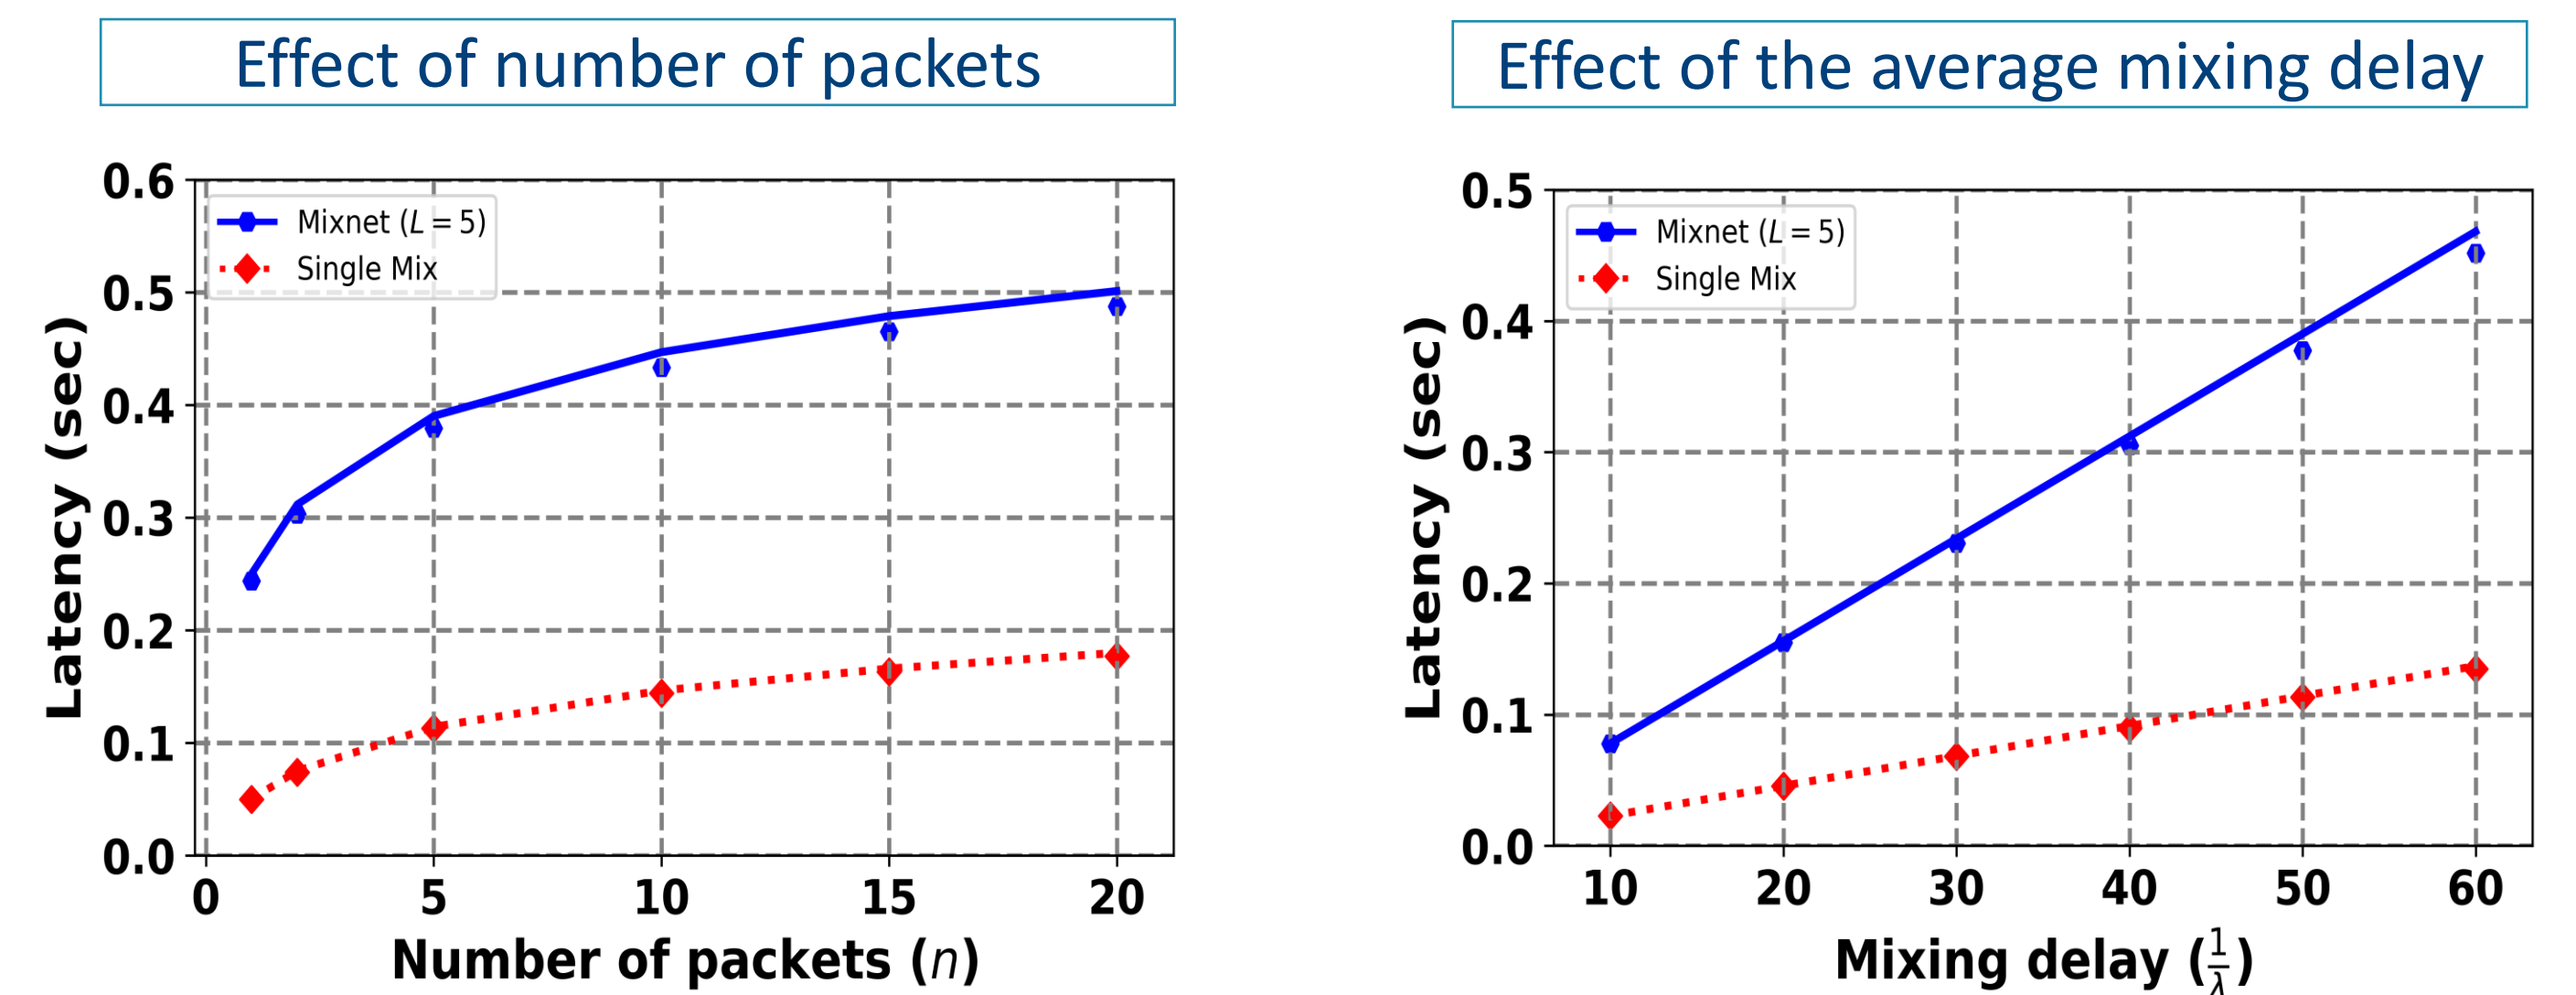 Effect of number of packets
0.6
0.5
0.4
0.3
0.2
0.1
0.0
Latency (sec)
Mixnet (L = 5)
Single Mix
0 5 10 15 20
Number of packets (n)
Effect of the average mixing delay
0.5
0.4
0.3
0.2
0.1
0.0
Latency (sec)
Mixnet (L = 5)
Single Mix
10 20 30 40 50 60
Mixing delay (1/λ)